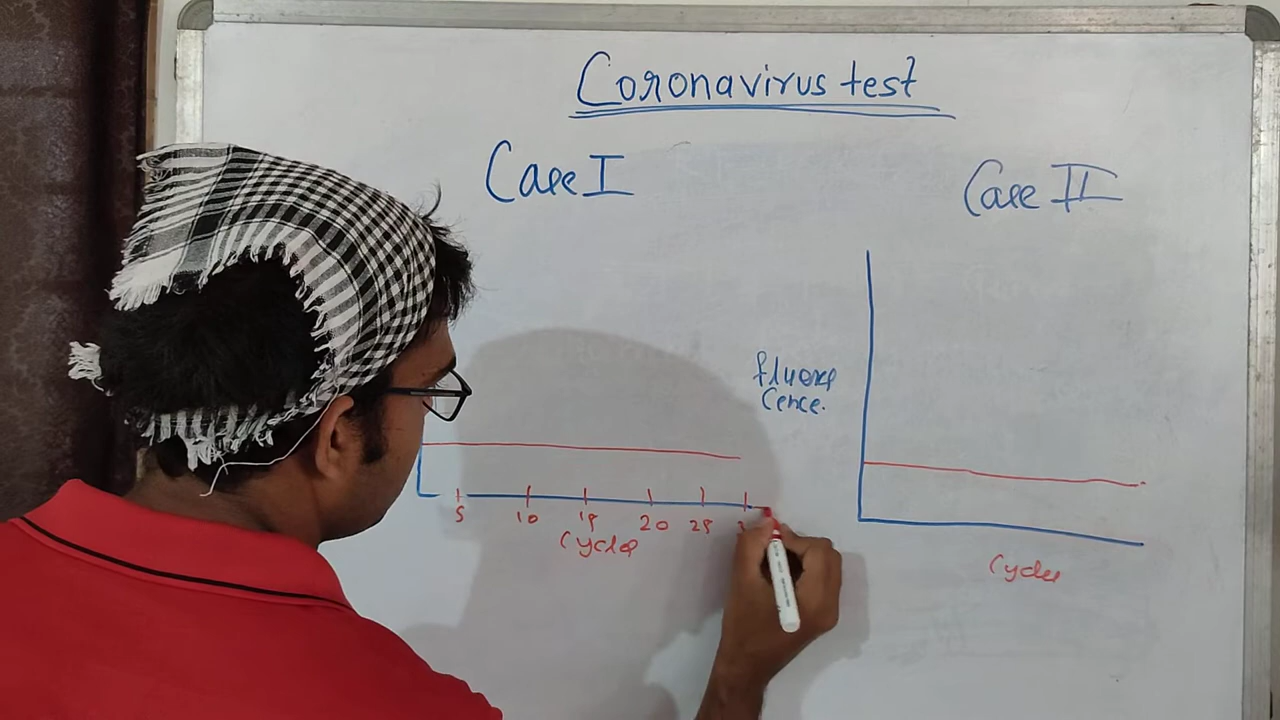 Coronavirus test
Case I
Case II
fluores
cence.
5 10 15 20 25
Cycles
Cycles